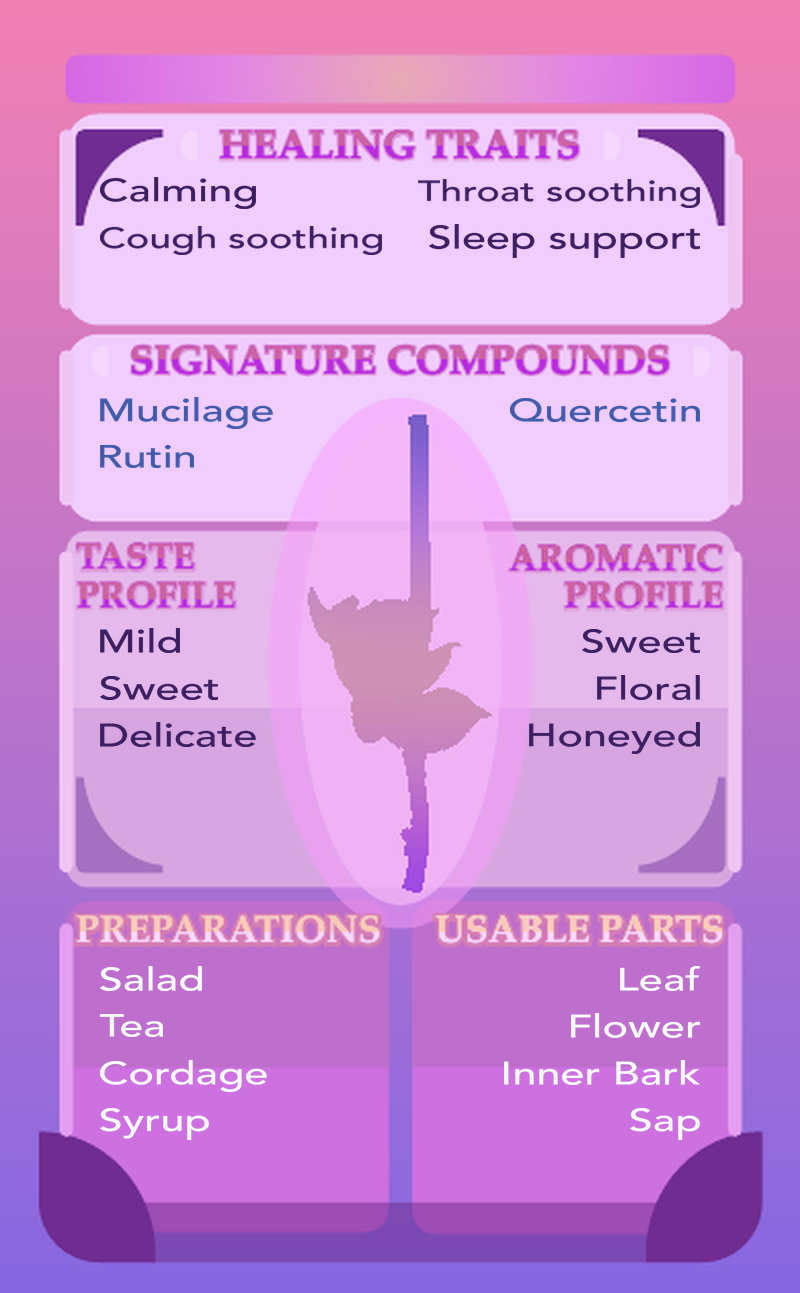 HEALING TRAITS
Calming Throat soothing
Cough soothing Sleep support
SIGNATURE COMPOUNDS
Mucilage Quercetin
Rutin
TASTE PROFILE
Mild
Sweet
Delicate
AROMATIC PROFILE
Sweet
Floral
Honeyed
PREPARATIONS
Salad
Tea
Cordage
Syrup
USABLE PARTS
Leaf
Flower
Inner Bark
Sap